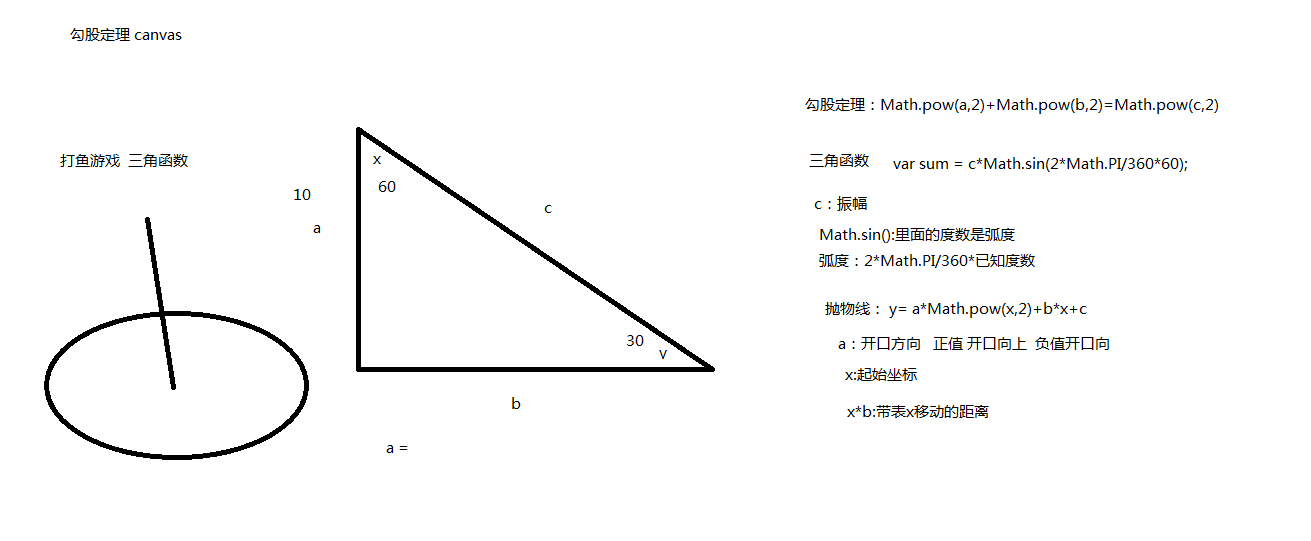 勾股定理 canvas
打鱼游戏 三角函数
10
a
x
60
c
30
v
b
a =
勾股定理：Math.pow(a,2)+Math.pow(b,2)=Math.pow(c,2)
三角函数 var sum = c*Math.sin(2*Math.PI/360*60);
c：振幅
Math.sin():里面的度数是弧度
弧度：2*Math.PI/360*已知度数
抛物线： y= a*Math.pow(x,2)+b*x+c
a：开口方向 正值 开口向上 负值开口向
x:起始坐标
x*b:带表x移动的距离